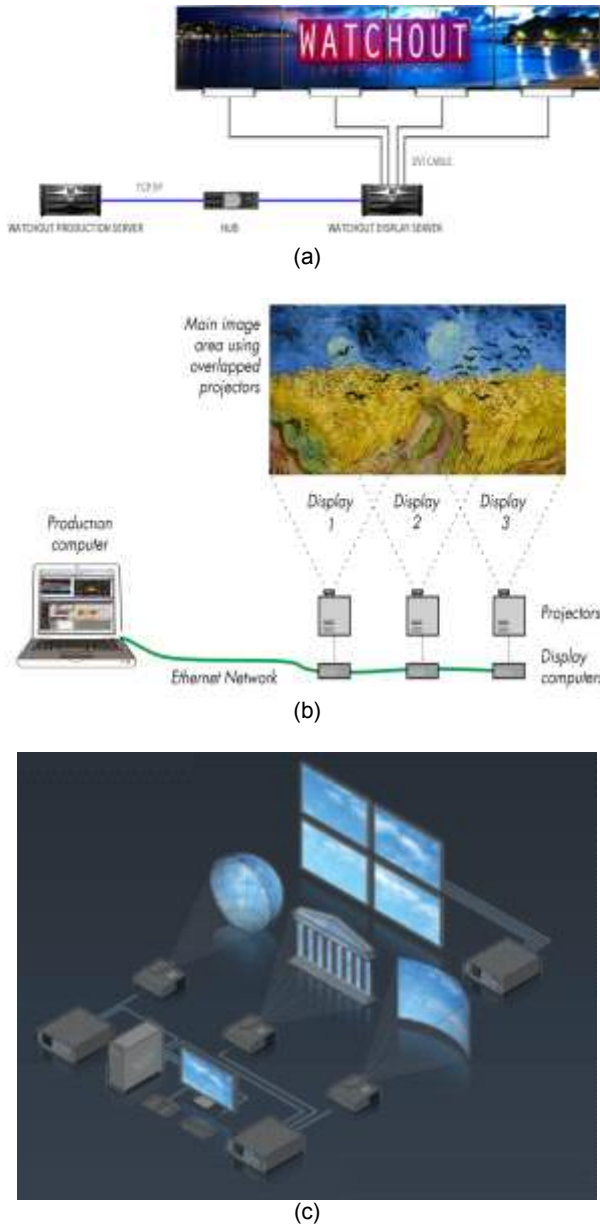 WATCHOUT
DVI CABLE
TCP/IP
WATCHOUT PRODUCTION SERVER
HUB
WATCHOUT DISPLAY SERVER
(a)
Main image
area using
overlapped
projectors
Display
1
Display
2
Display
3
Production
computer
Projectors
Display
computers
Ethernet Network
(b)
(c)